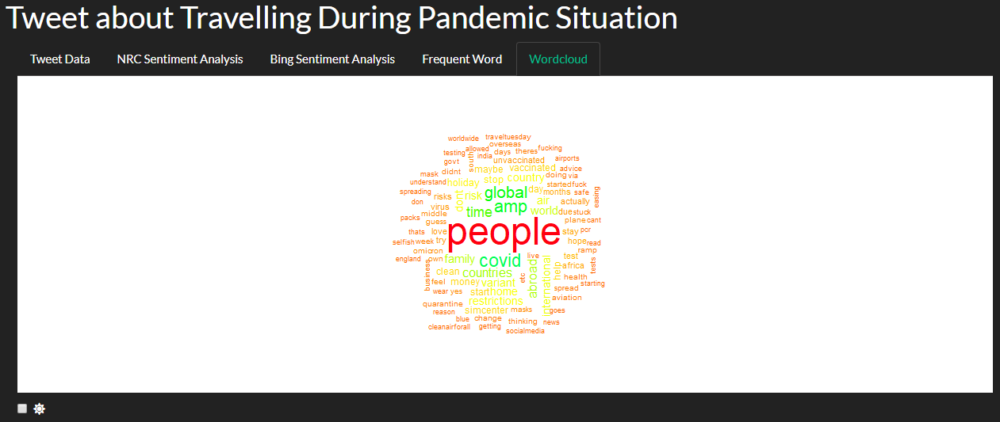 Tweet about Travelling During Pandemic Situation
Tweet Data NRC Sentiment Analysis Bing Sentiment Analysis Frequent Word Wordcloud
worldwide traveltuesday
overseas
testing allowed days theres fucking
india
govt south unvaccinated airports
mask didnt maybe vaccinated advice
understand holiday stop country doing via
started fuck
spreading risks dont risk global day months safe easing
don virus time amp air actually
packs middle world due stuck
guess people plane cant
thats love stay pcr
selfish week try hope read
omicron ramp
england own family covid live test tests
business clean countries abroad international help africa
feel money variant etc health starting
wear yes start home spread
quarantine restrictions aviation
reason simcenter masks goes
blue change thinking news
cleanairforall getting socialmedia